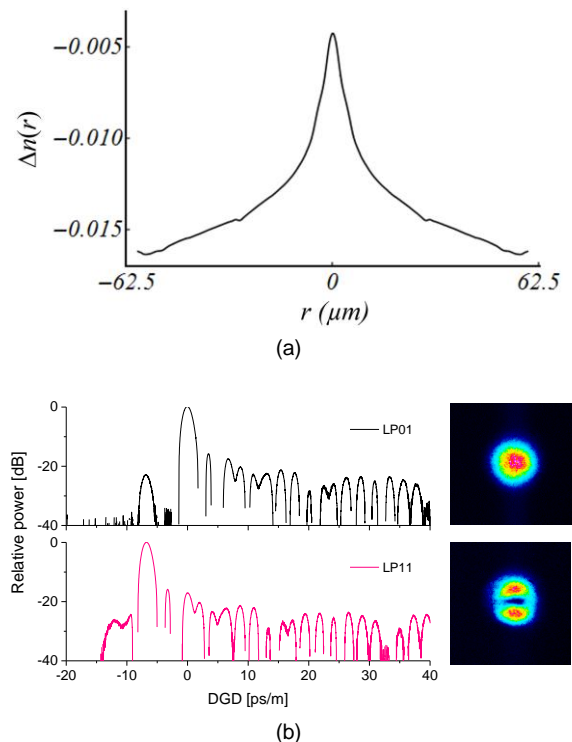 −0.005
−0.010
−0.015
Δn(r)
−62.5 0 62.5
r (μm)
(a)
0
-20
-40
LP01
Relative power [dB]
0
-20
-40
LP11
-20 -10 0 10 20 30 40
DGD [ps/m]
(b)